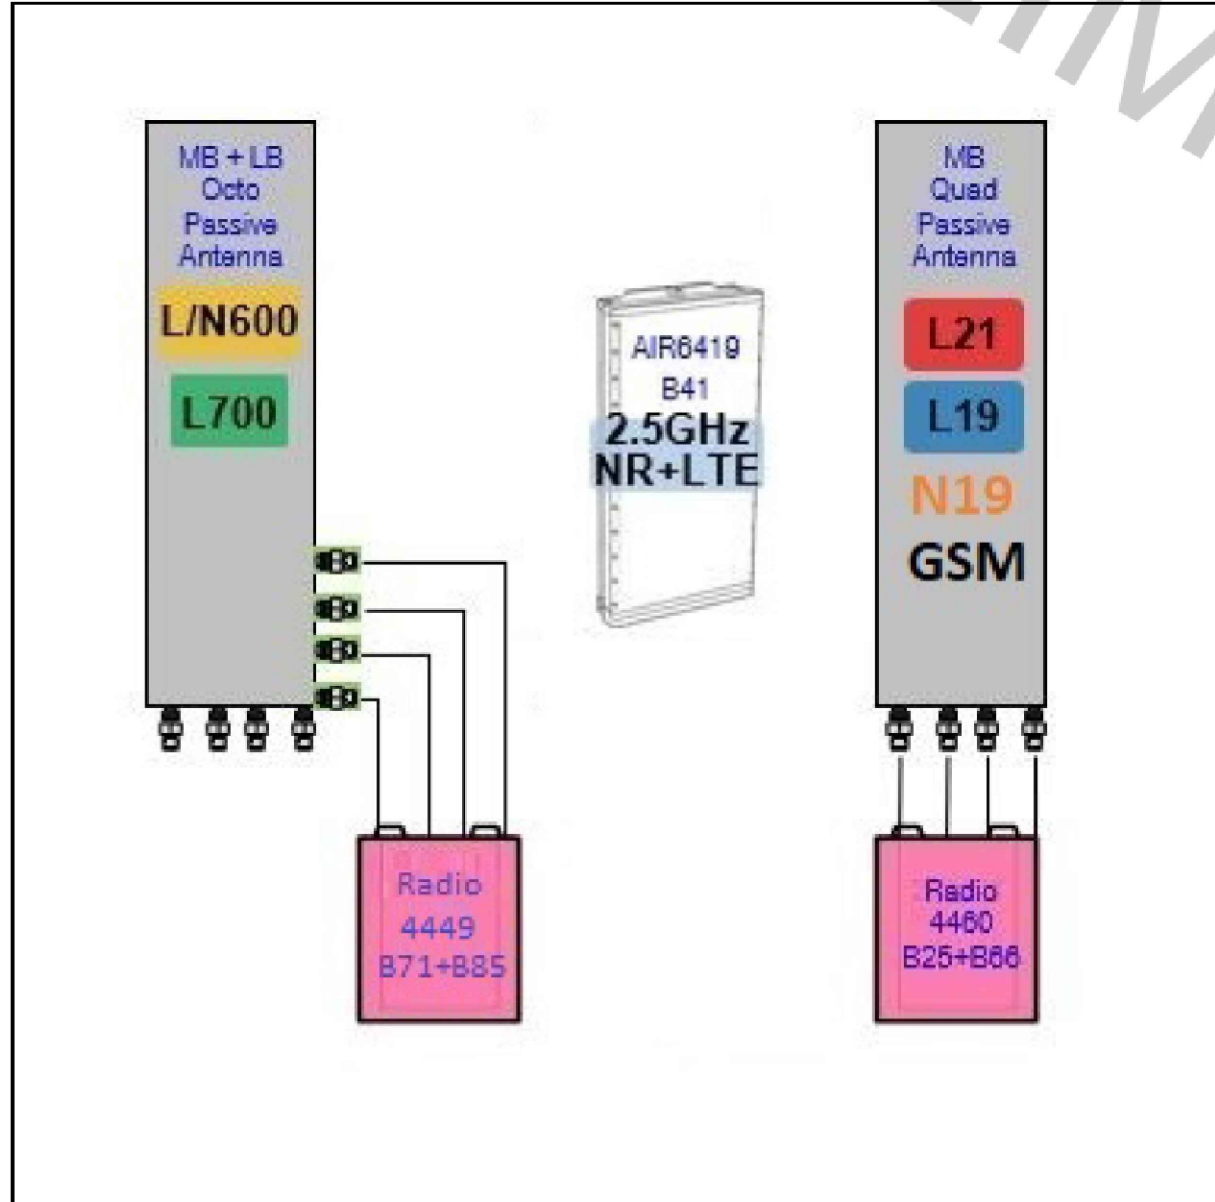 MB + LB
Octo
Passive
Antenna
L/N600
L700
AIR6419
B41
2.5GHz
NR+LTE
MB
Quad
Passive
Antenna
L21
L19
N19
GSM
Radio
4449
B71+B85
Radio
4460
B25+B66